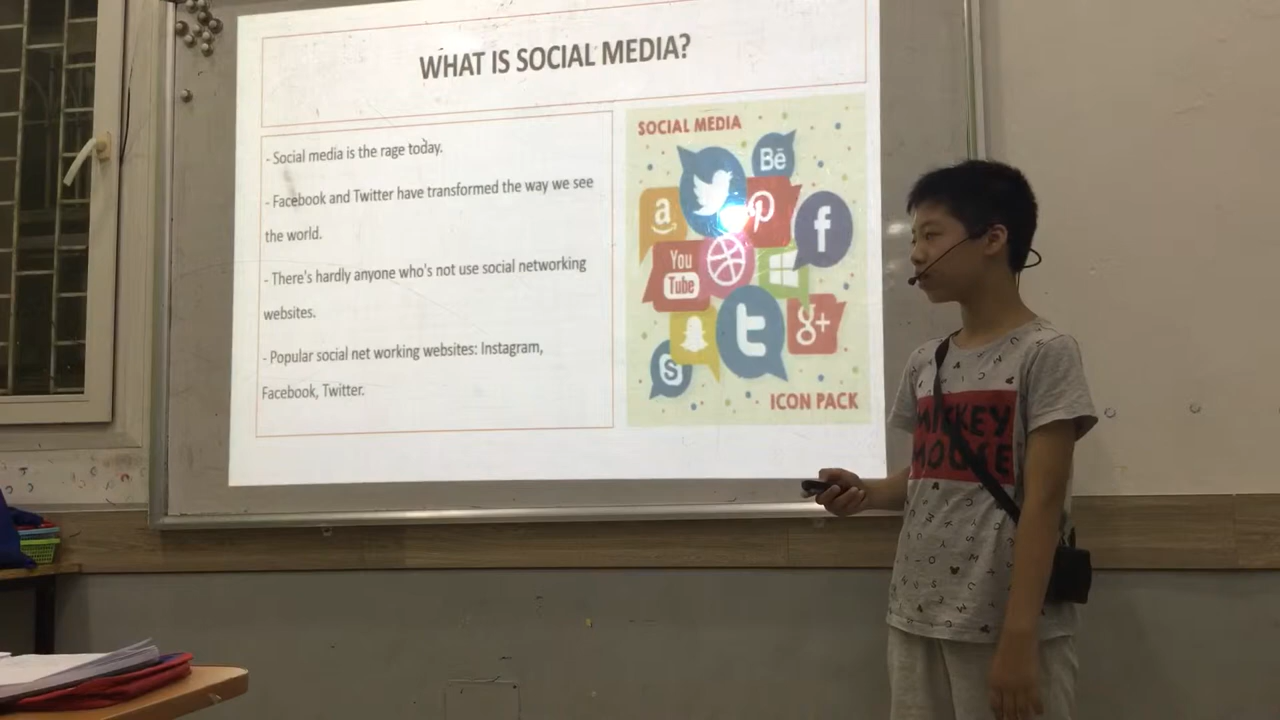 WHAT IS SOCIAL MEDIA?
- Social media is the rage today.
- Facebook and Twitter have transformed the way we see
the world.
- There's hardly anyone who's not use social networking
websites.
- Popular social net working websites: Instagram,
Facebook, Twitter.
SOCIAL MEDIA
Bē
a
f
You
Tube
t
g+
S
ICON PACK
MICKEY
MOUSE